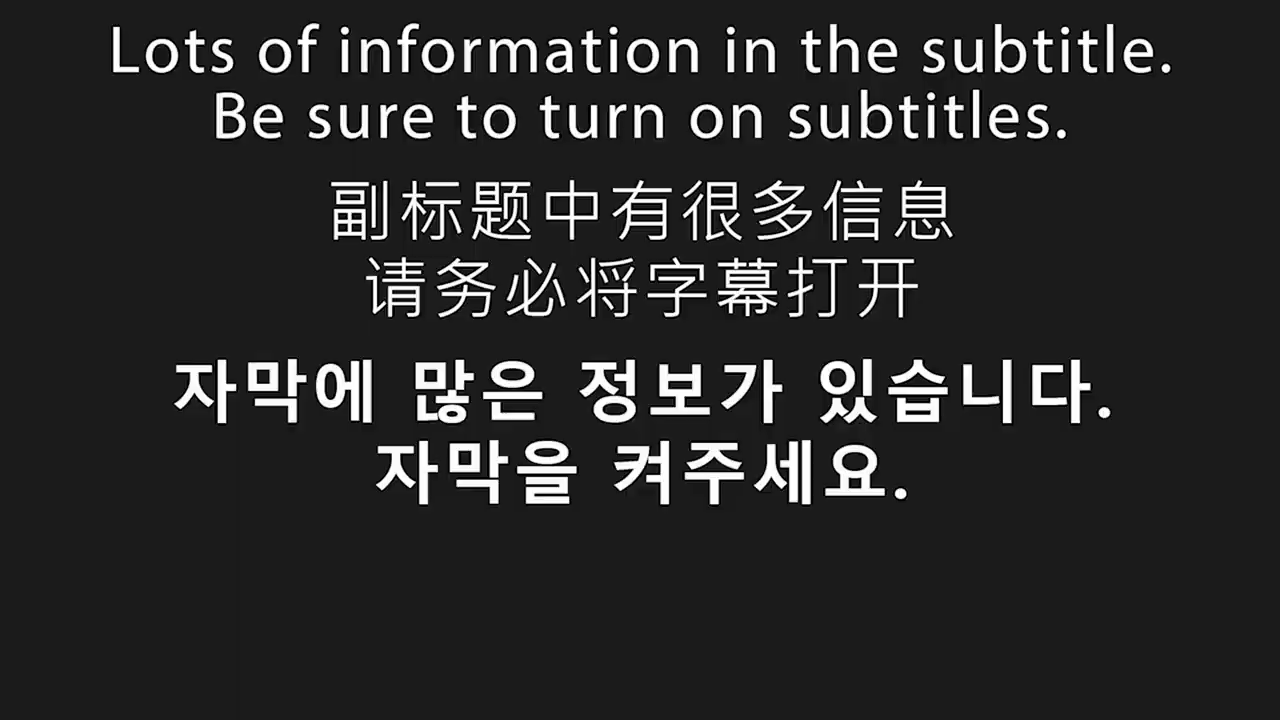 Lots of information in the subtitle.
Be sure to turn on subtitles.
副标题中有很多信息
请务必将字幕打开
자막에 많은 정보가 있습니다.
자막을 켜주세요.